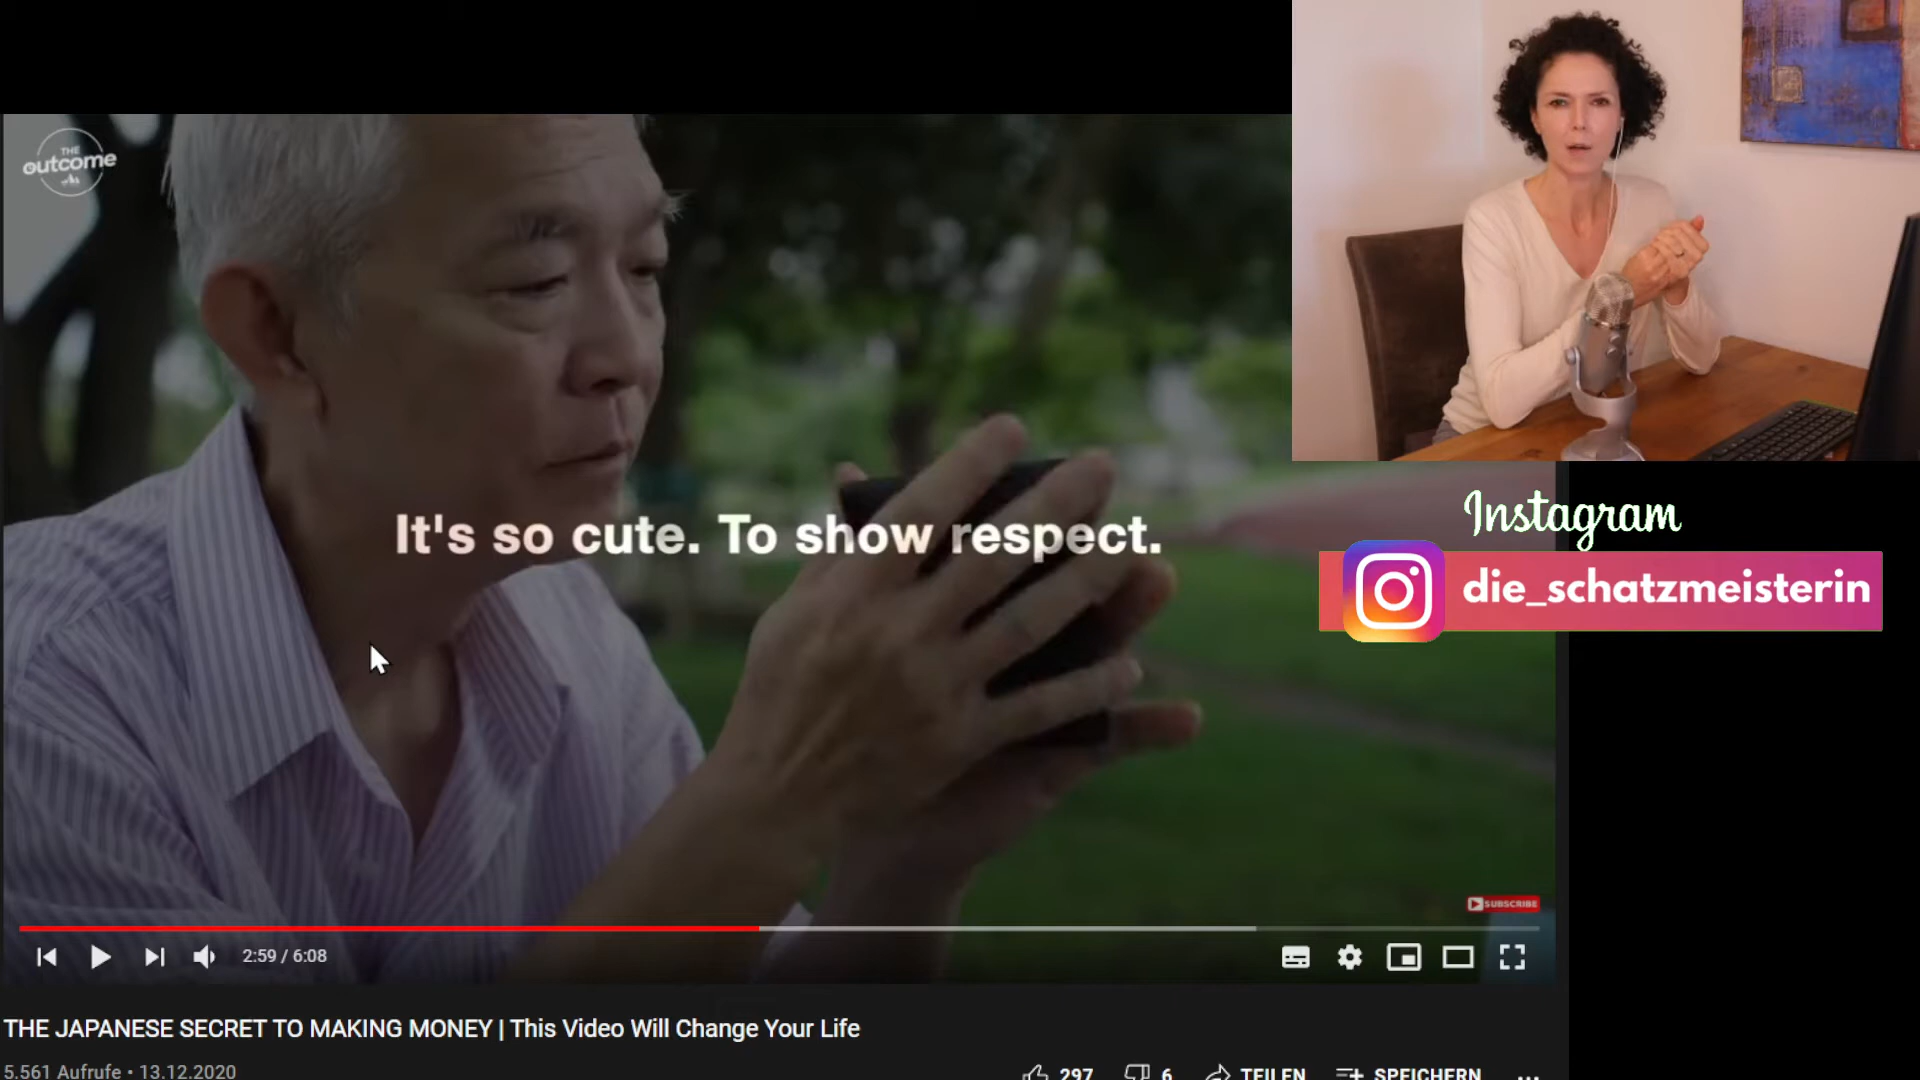 THE
outcome
It's so cute. To show respect.
Instagram
die_schatzmeisterin
SUBSCRIBE
2:59 / 6:08
THE JAPANESE SECRET TO MAKING MONEY | This Video Will Change Your Life
5.561 Aufrufe • 13.12.2020
297
6
TEILEN
SPEICHERN